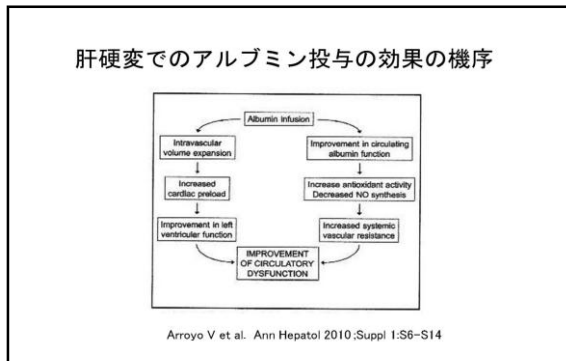 肝硬変でのアルブミン投与の効果の機序
Albumin infusion
Intravascular
volume expansion
Increased
cardiac preload
Improvement in left
ventricular function
Improvement in circulating
albumin function
Increase antioxidant activity
Decreased NO synthesis
Increased systemic
vascular resistance
IMPROVEMENT
OF CIRCULATORY
DYSFUNCTION
Arroyo V et al. Ann Hepatol 2010;Suppl 1:S6-S14